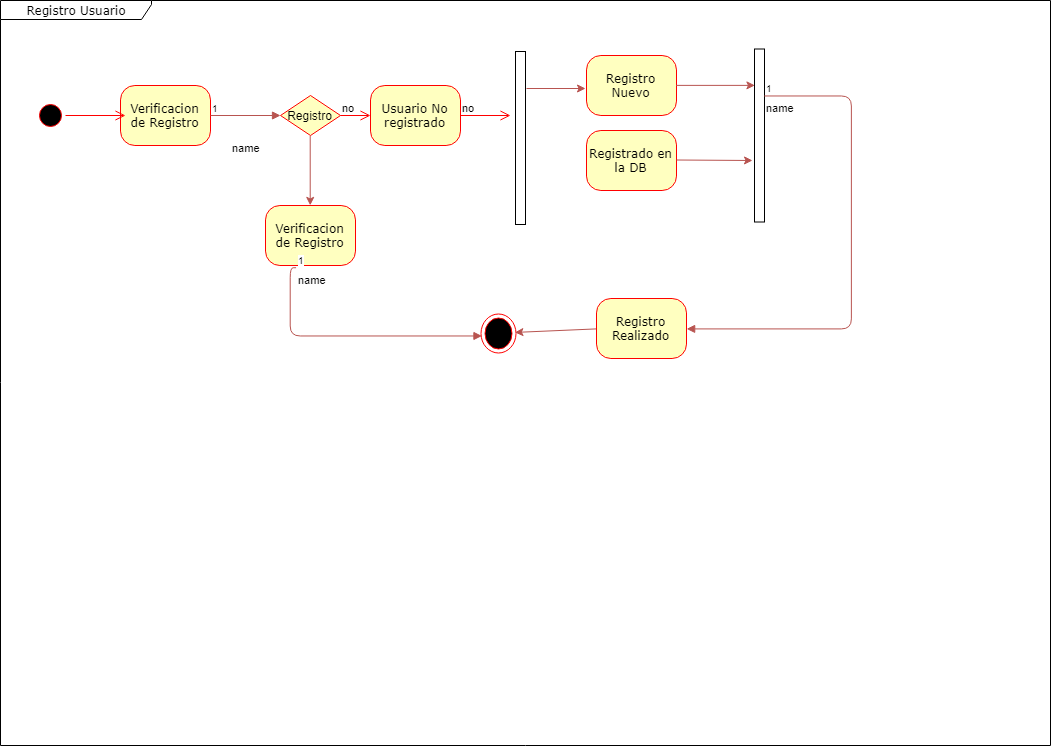 Registro Usuario
Verificacion
de Registro
1
name
Registro
no
Usuario No
registrado
no
Registro
Nuevo
1
name
Registrado en
la DB
Verificacion
de Registro
1
name
Registro
Realizado